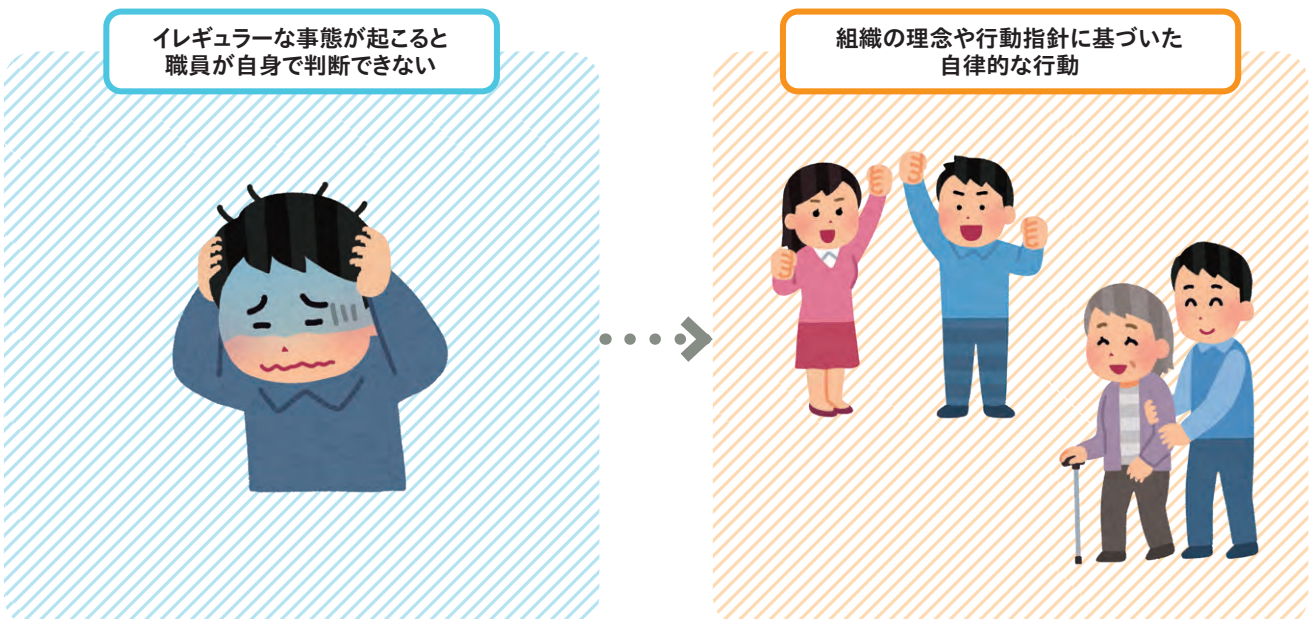 イレギュラーな事態が起こると
職員が自身で判断できない
組織の理念や行動指針に基づいた
自律的な行動